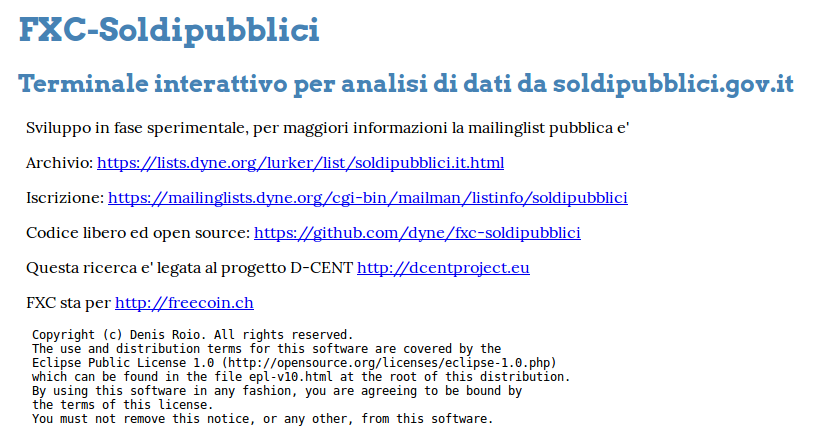 FXC-Soldipubblici
Terminale interattivo per analisi di dati da soldipubblici.gov.it
Sviluppo in fase sperimentale, per maggiori informazioni la mailinglist pubblica e'
Archivio: https://lists.dyne.org/lurker/list/soldipubblici.it.html
Iscrizione: https://mailinglists.dyne.org/cgi-bin/mailman/listinfo/soldipubblici
Codice libero ed open source: https://github.com/dyne/fxc-soldipubblici
Questa ricerca e' legata al progetto D-CENT http://dcentproject.eu
FXC sta per http://freecoin.ch
Copyright (c) Denis Roio. All rights reserved.
The use and distribution terms for this software are covered by the
Eclipse Public License 1.0 (http://opensource.org/licenses/eclipse-1.0.php)
which can be found in the file epl-v10.html at the root of this distribution.
By using this software in any fashion, you are agreeing to be bound by
the terms of this license.
You must not remove this notice, or any other, from this software.